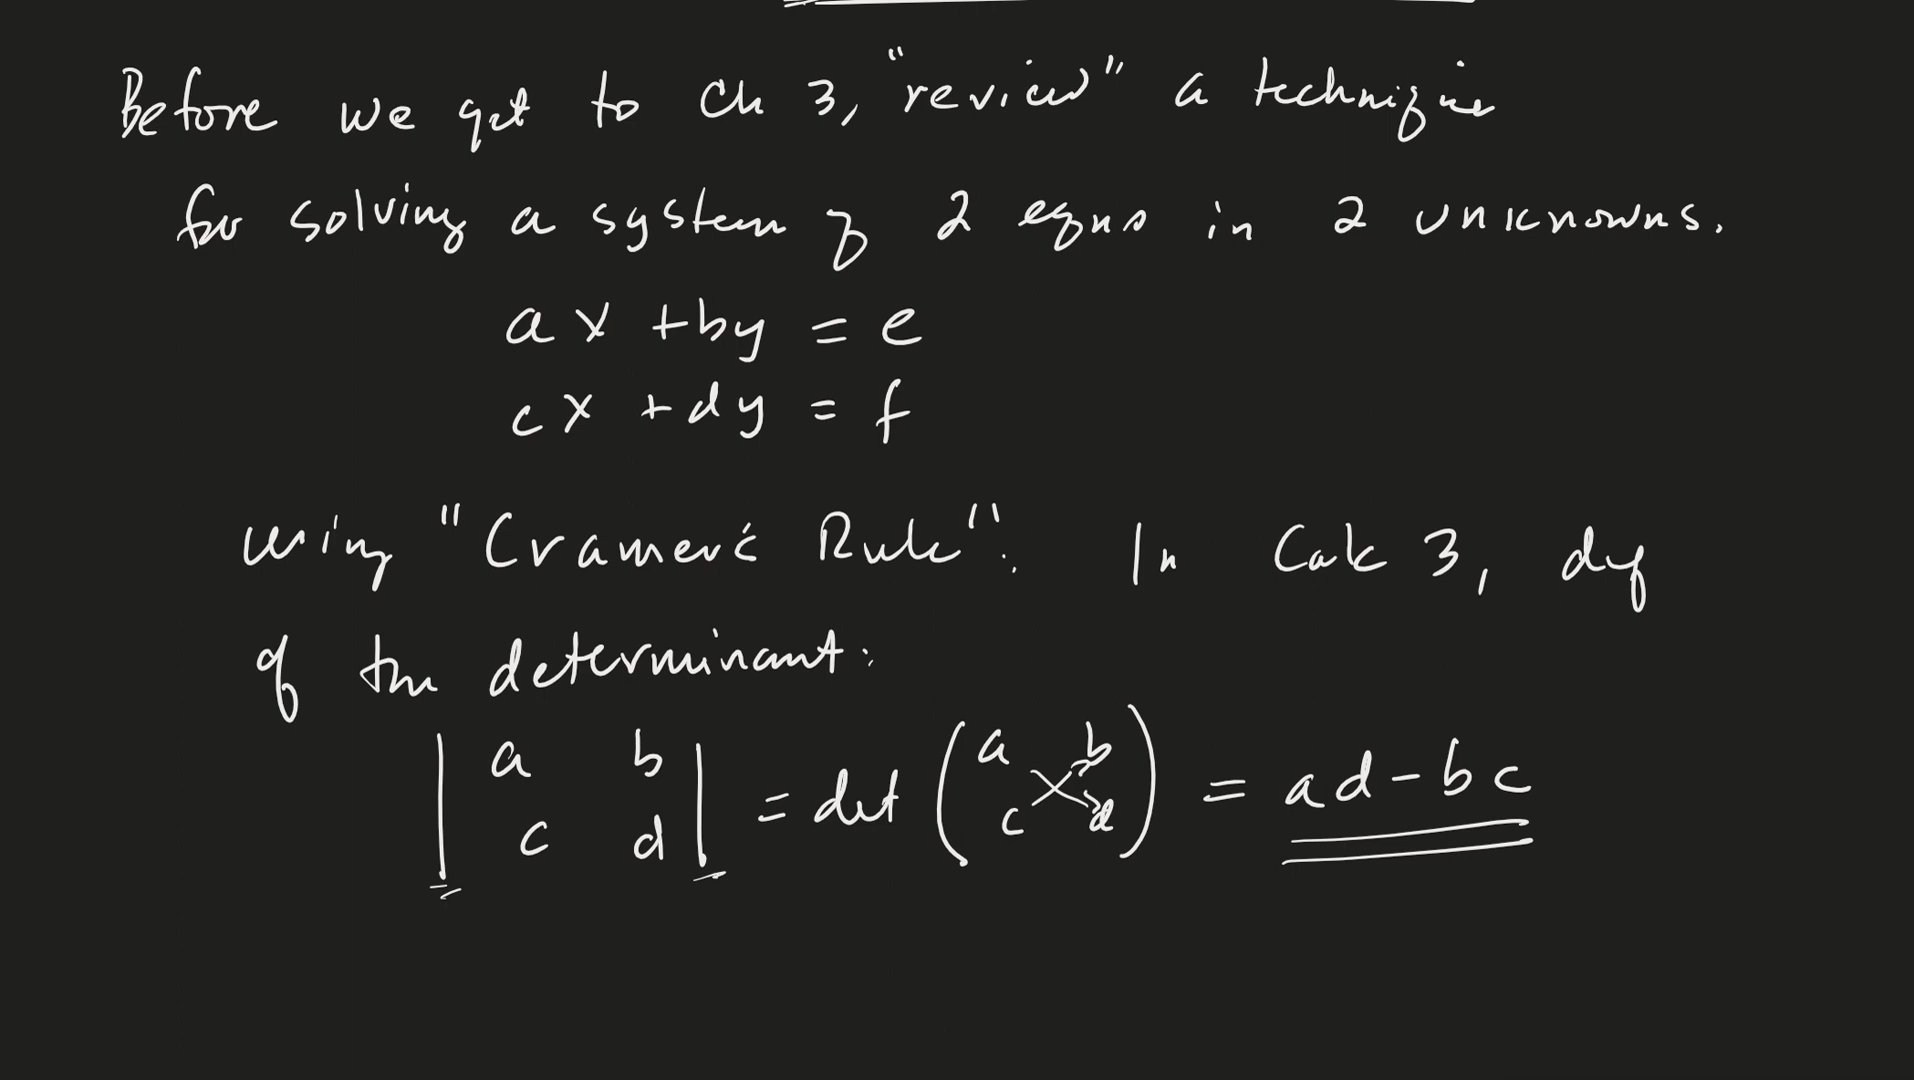 Before we get to Ch 3, "review" a technique
for solving a system of 2 eqns in 2 unknowns.
ax + by = e
cx + dy = f
using "Cramer's Rule". In Calc 3, def
of the determinant:
| a b | = det ( a b ) = ad - bc
| c d | ( c d )